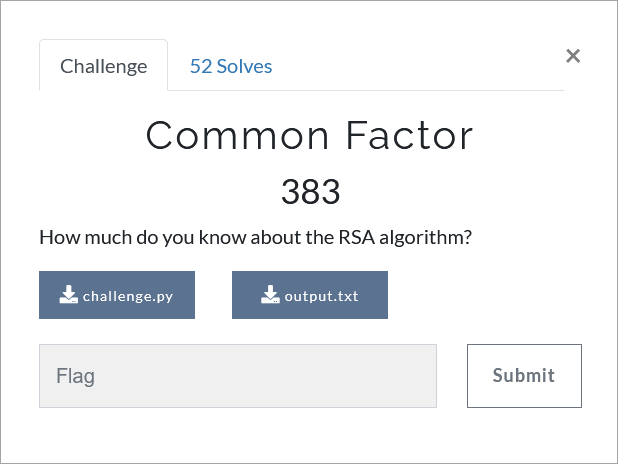 Challenge
52 Solves
×
Common Factor
383
How much do you know about the RSA algorithm?
challenge.py
output.txt
Flag
Submit